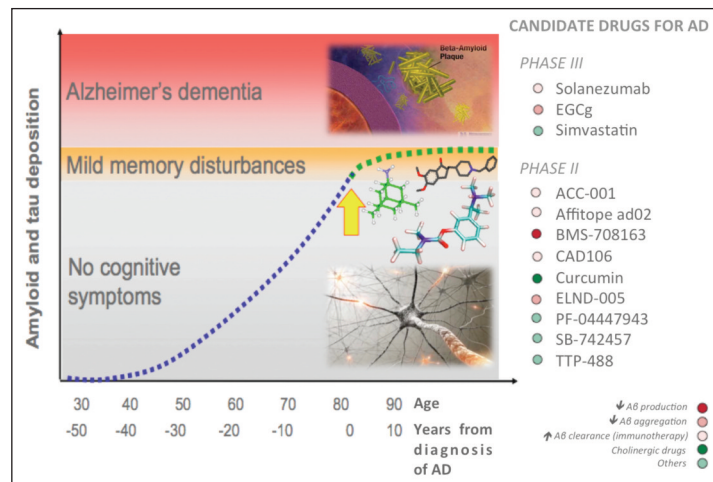 CANDIDATE DRUGS FOR AD
Amyloid and tau deposition
Alzheimer's dementia
Mild memory disturbances
No cognitive
symptoms
Beta-Amyloid
Plaque
PHASE III
Solanezumab
EGCg
Simvastatin
PHASE II
ACC-001
Affitope ad02
BMS-708163
CAD106
Curcumin
ELND-005
PF-04447943
SB-742457
TTP-488
30 40 50 60 70 80 90 Age
-50 -40 -30 -20 -10 0 10 Years from
diagnosis
of AD
Aβ production
Aβ aggregation
Aβ clearance (immunotherapy)
Cholinergic drugs
Others